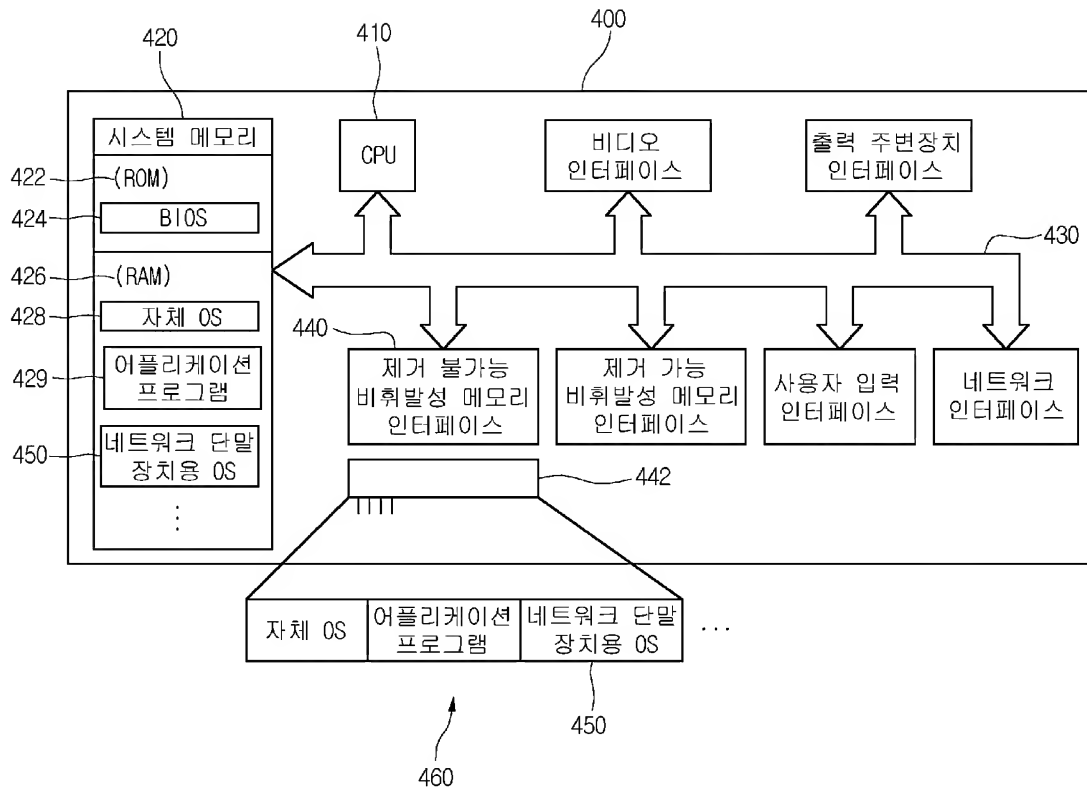 400
410
420
시스템 메모리
CPU
비디오
인터페이스
출력 주변장치
인터페이스
422
(ROM)
424
BIOS
430
426
(RAM)
428
자체 OS
440
429
어플리케이션
프로그램
제거 불가능
비휘발성 메모리
인터페이스
제거 가능
비휘발성 메모리
인터페이스
사용자 입력
인터페이스
네트워크
인터페이스
450
네트워크 단말
장치용 OS
⋮
442
자체 OS
어플리케이션
프로그램
네트워크 단말
장치용 OS
...
450
460